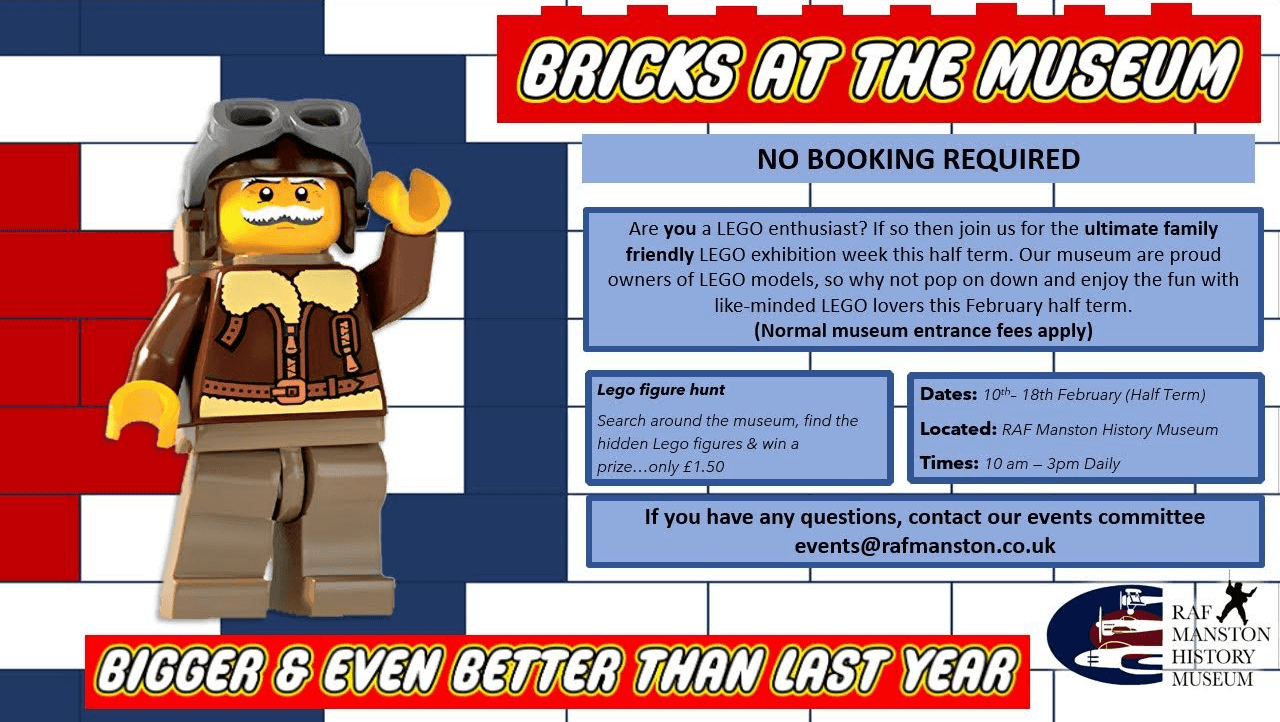 BRICKS AT THE MUSEUM
NO BOOKING REQUIRED
Are you a LEGO enthusiast? If so then join us for the ultimate family
friendly LEGO exhibition week this half term. Our museum are proud
owners of LEGO models, so why not pop on down and enjoy the fun with
like-minded LEGO lovers this February half term.
(Normal museum entrance fees apply)
Lego figure hunt
Search around the museum, find the
hidden Lego figures & win a
prize…only £1.50
Dates: 10th– 18th February (Half Term)
Located: RAF Manston History Museum
Times: 10 am – 3pm Daily
If you have any questions, contact our events committee
events@rafmanston.co.uk
BIGGER & EVEN BETTER THAN LAST YEAR
RAF
MANSTON
HISTORY
MUSEUM